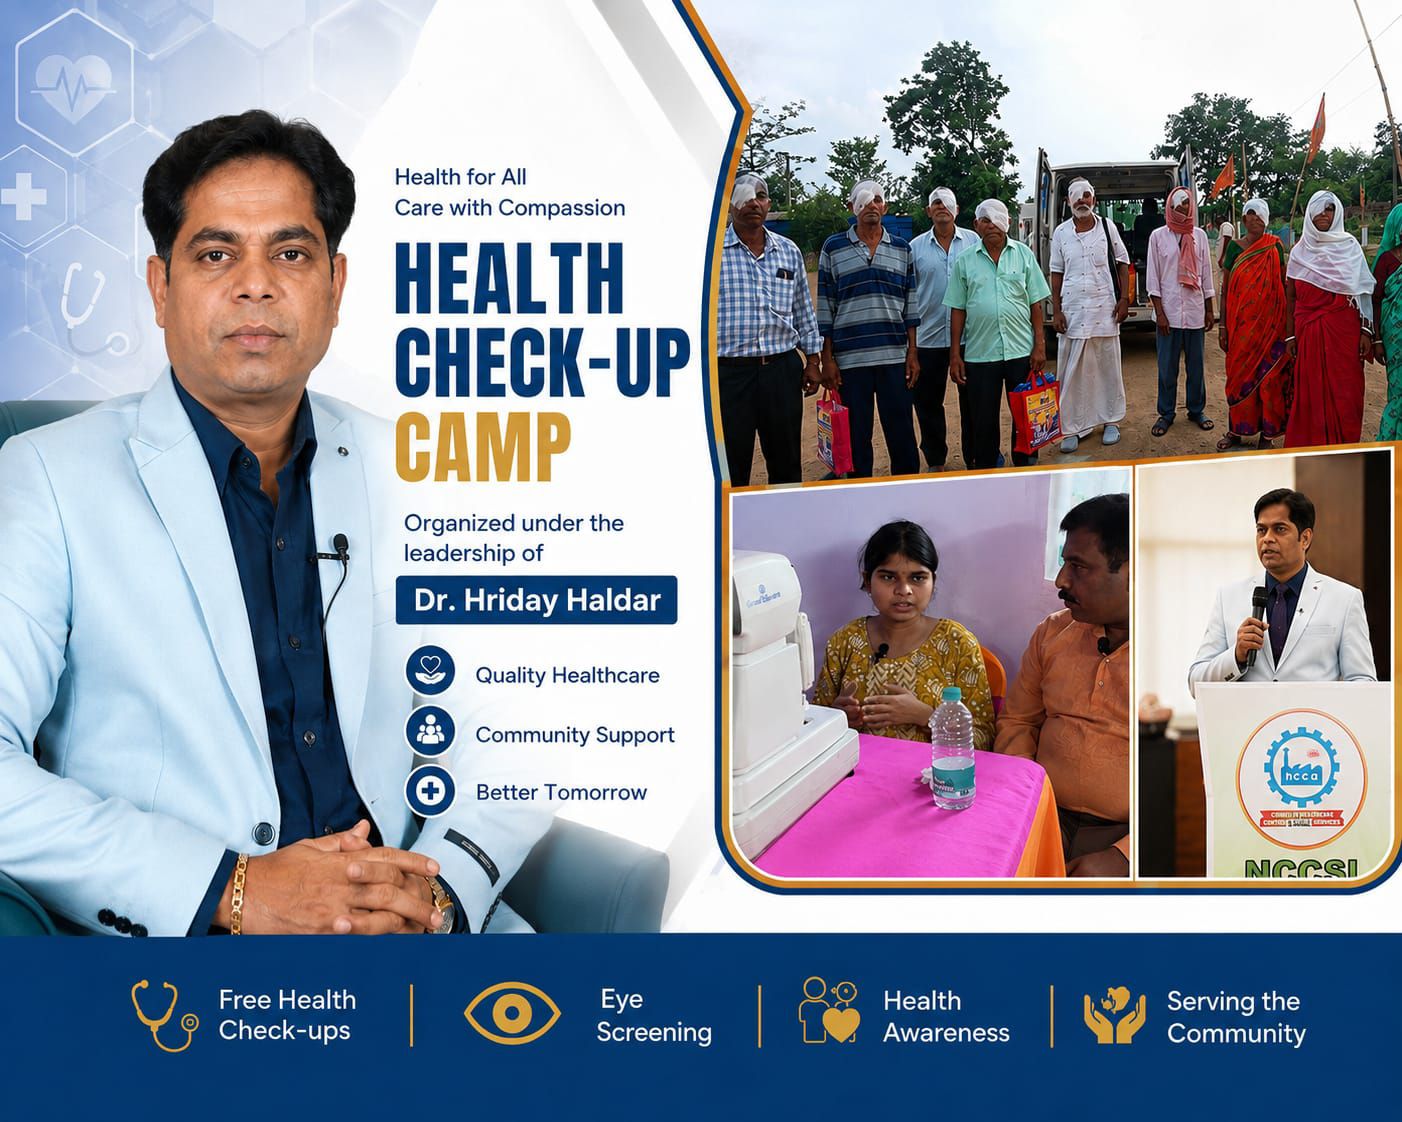 Health for All
Care with Compassion
HEALTH
CHECK-UP
CAMP
Organized under the
leadership of
Dr. Hriday Haldar
Quality Healthcare
Community Support
Better Tomorrow
hcca
NCCSI
Free Health
Check-ups
Eye
Screening
Health
Awareness
Serving the
Community